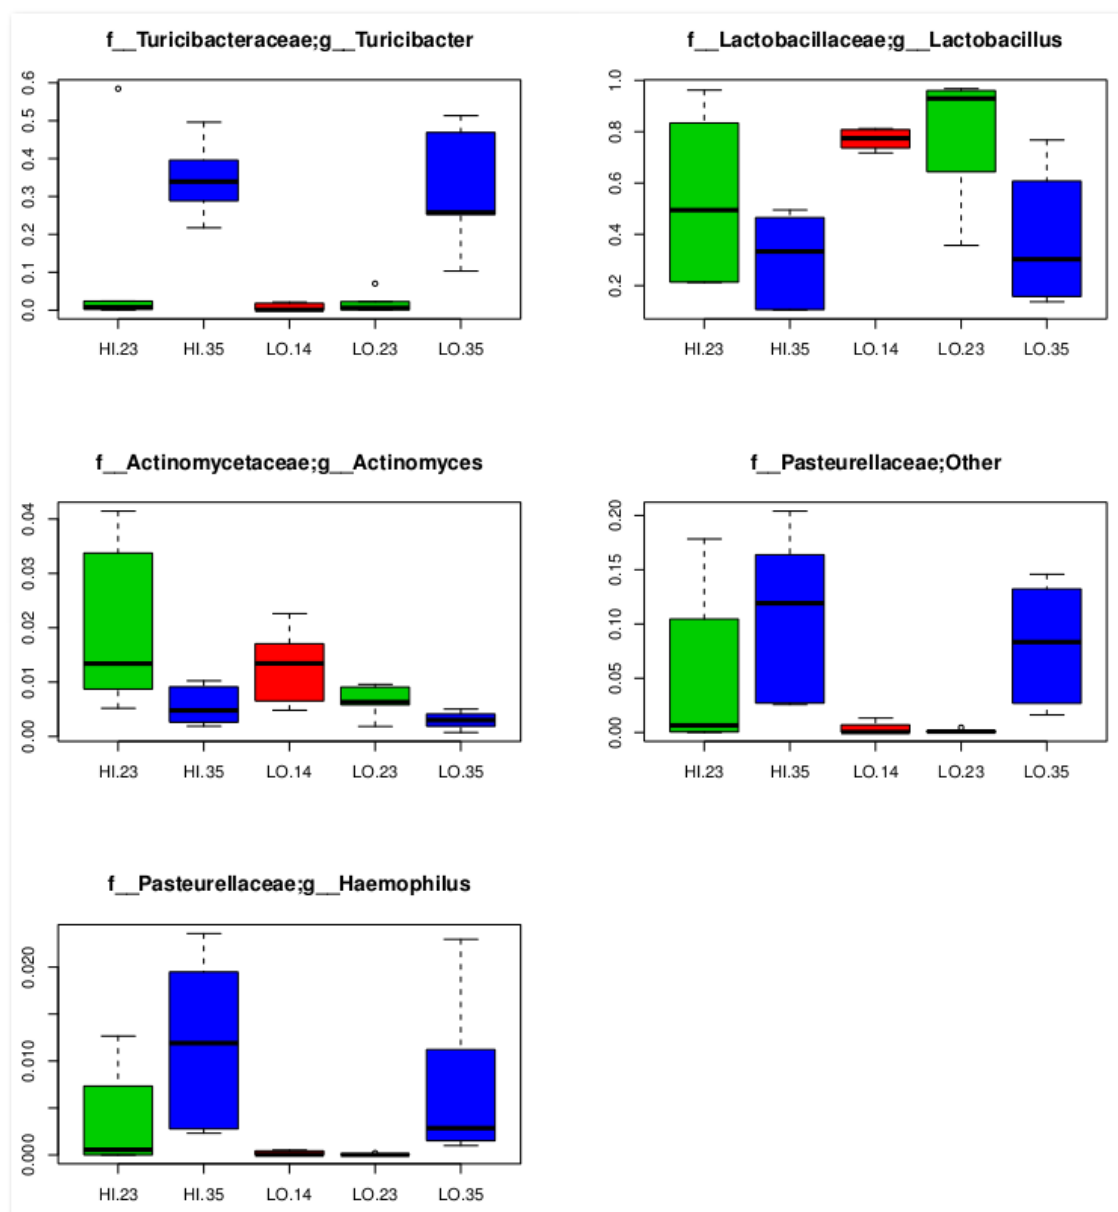 f__Turicibacteraceae;g__Turicibacter
0.6
0.5
0.4
0.3
0.2
0.1
0.0
HI.23 HI.35 LO.14 LO.23 LO.35
f__Lactobacillaceae;g__Lactobacillus
1.0
0.8
0.6
0.4
0.2
HI.23 HI.35 LO.14 LO.23 LO.35
f__Actinomycetaceae;g__Actinomyces
0.04
0.03
0.02
0.01
0.00
HI.23 HI.35 LO.14 LO.23 LO.35
f__Pasteurellaceae;Other
0.20
0.15
0.10
0.05
0.00
HI.23 HI.35 LO.14 LO.23 LO.35
f__Pasteurellaceae;g__Haemophilus
0.020
0.010
0.000
HI.23 HI.35 LO.14 LO.23 LO.35